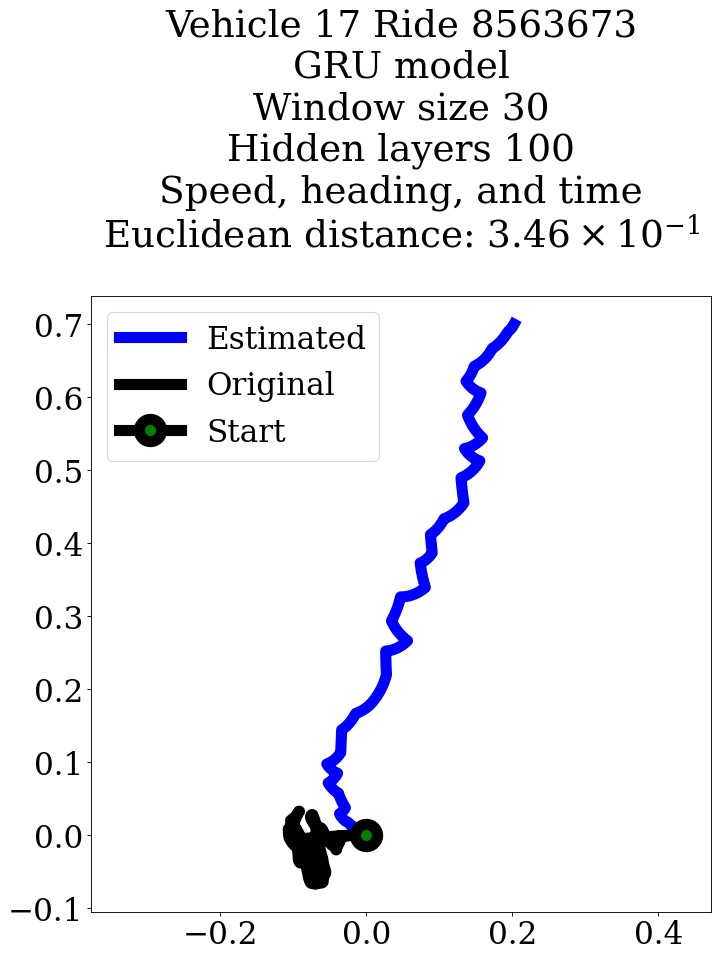 Vehicle 17 Ride 8563673
GRU model
Window size 30
Hidden layers 100
Speed, heading, and time
Euclidean distance: 3.46 × 10⁻¹
Estimated
Original
Start
0.7
0.6
0.5
0.4
0.3
0.2
0.1
0.0
−0.1
−0.2 0.0 0.2 0.4